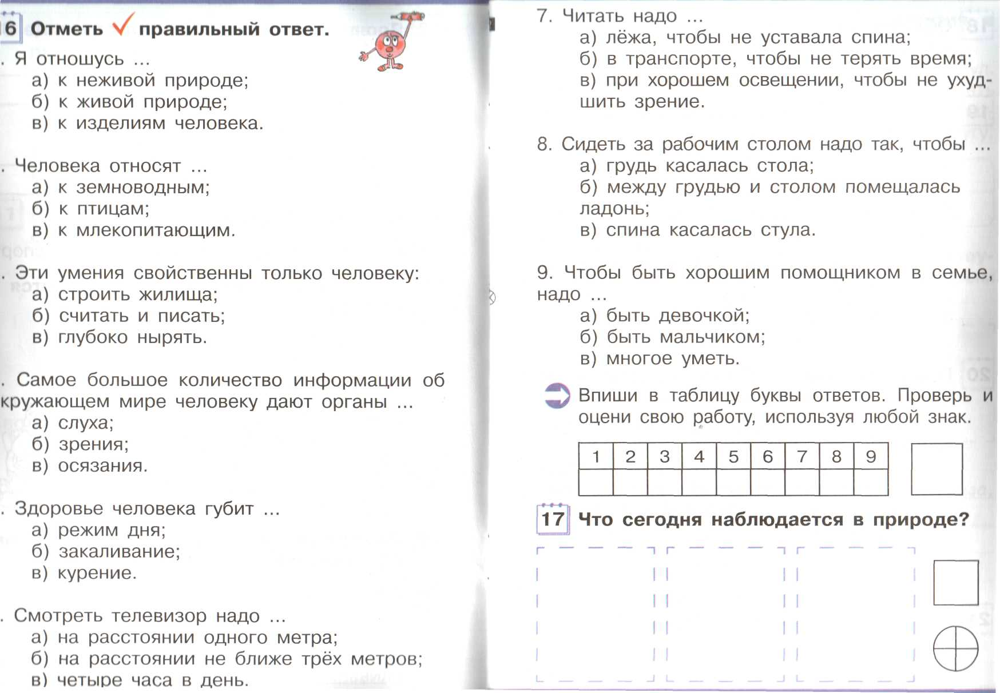 6 Отметь ✓ правильный ответ.
. Я отношусь ...
а) к неживой природе;
б) к живой природе;
в) к изделиям человека.
. Человека относят ...
а) к земноводным;
б) к птицам;
в) к млекопитающим.
. Эти умения свойственны только человеку:
а) строить жилища;
б) считать и писать;
в) глубоко нырять.
. Самое большое количество информации об
кружающем мире человеку дают органы ...
а) слуха;
б) зрения;
в) осязания.
. Здоровье человека губит ...
а) режим дня;
б) закаливание;
в) курение.
. Смотреть телевизор надо ...
а) на расстоянии одного метра;
б) на расстоянии не ближе трёх метров;
в) четыре часа в день.
7. Читать надо ...
а) лёжа, чтобы не уставала спина;
б) в транспорте, чтобы не терять время;
в) при хорошем освещении, чтобы не ухуд-
шить зрение.
8. Сидеть за рабочим столом надо так, чтобы ...
а) грудь касалась стола;
б) между грудью и столом помещалась
ладонь;
в) спина касалась стула.
9. Чтобы быть хорошим помощником в семье,
надо ...
а) быть девочкой;
б) быть мальчиком;
в) многое уметь.
Впиши в таблицу буквы ответов. Проверь и
оцени свою работу, используя любой знак.
1 2 3 4 5 6 7 8 9
17 Что сегодня наблюдается в природе?